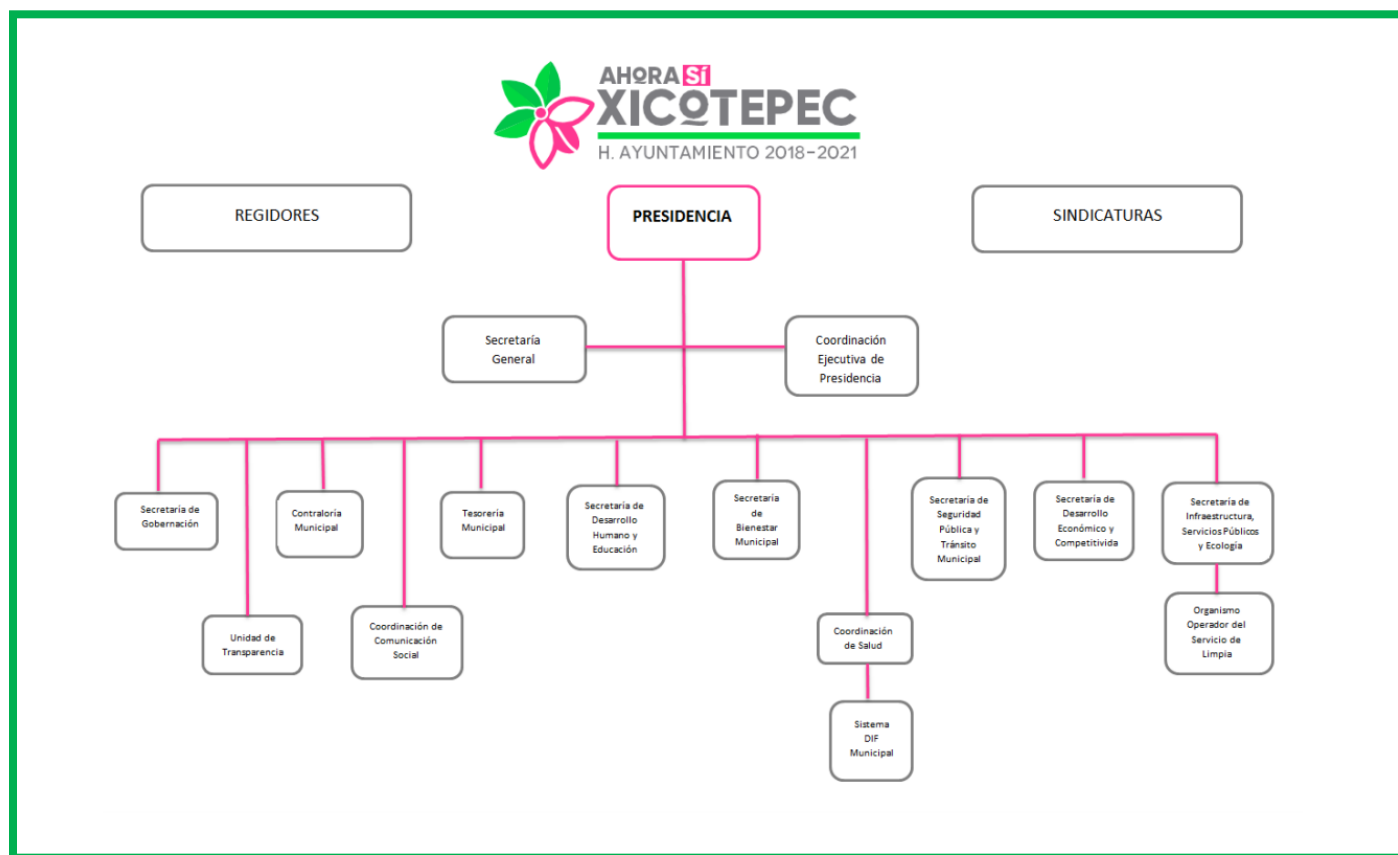 AHORA SÍ
XICOTEPEC
H. AYUNTAMIENTO 2018-2021
REGIDORES
PRESIDENCIA
SINDICATURAS
Secretaría
General
Coordinación
Ejecutiva de
Presidencia
Secretaría de
Gobernación
Contraloría
Municipal
Tesorería
Municipal
Secretaría de
Desarrollo
Humano y
Educación
Secretaría
de
Bienestar
Municipal
Secretaría de
Seguridad
Pública y
Tránsito
Municipal
Secretaría de
Desarrollo
Económico y
Competitivida
Secretaría de
Infraestructura,
Servicios Públicos
y Ecología
Unidad de
Transparencia
Coordinación de
Comunicación
Social
Coordinación
de Salud
Organismo
Operador del
Servicio de
Limpia
Sistema
DIF
Municipal